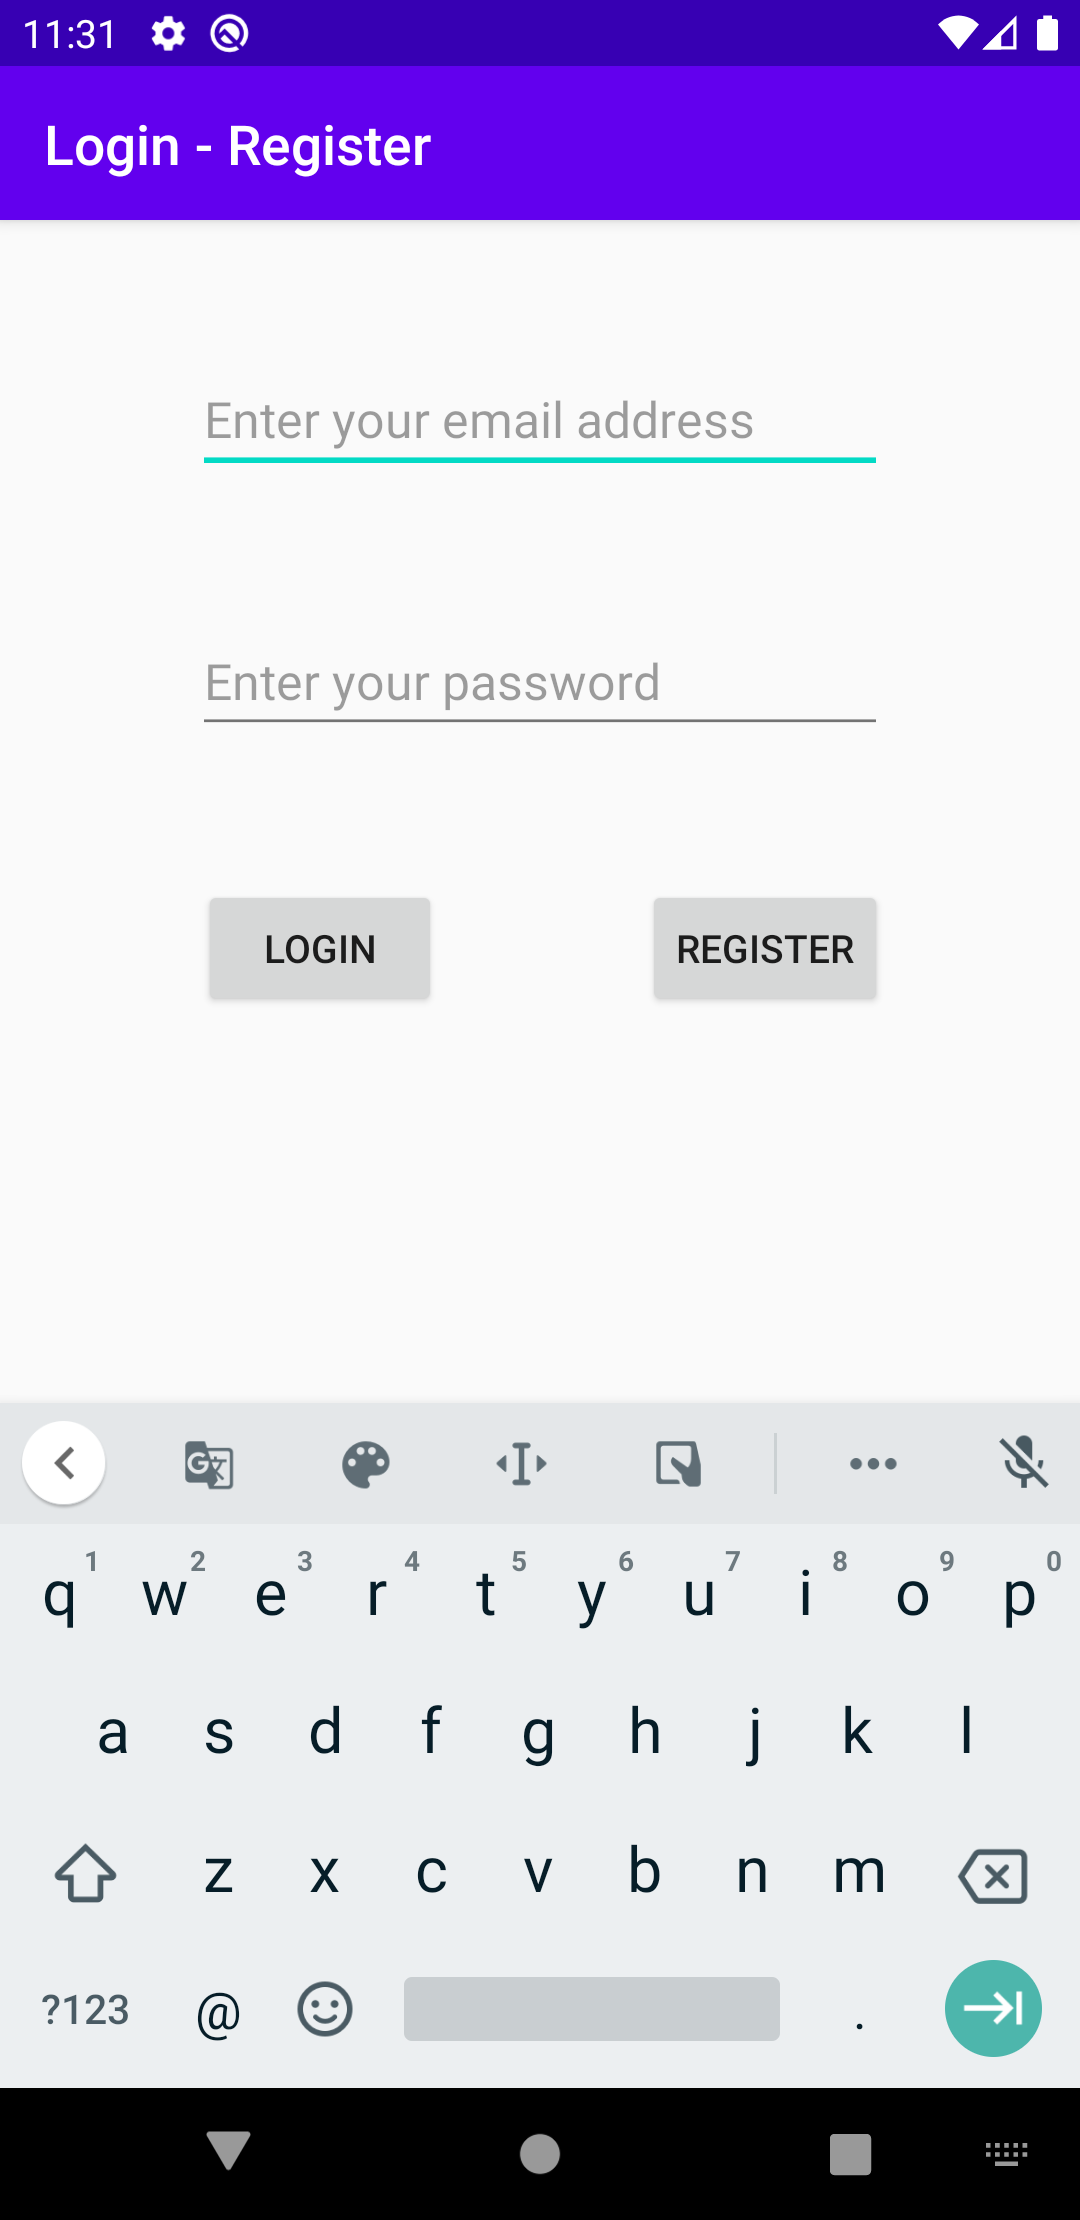 11:31
Login - Register
Enter your email address
Enter your password
LOGIN REGISTER
1 2 3 4 5 6 7 8 9 0
q w e r t y u i o p
a s d f g h j k l
z x c v b n m
?123 @ .